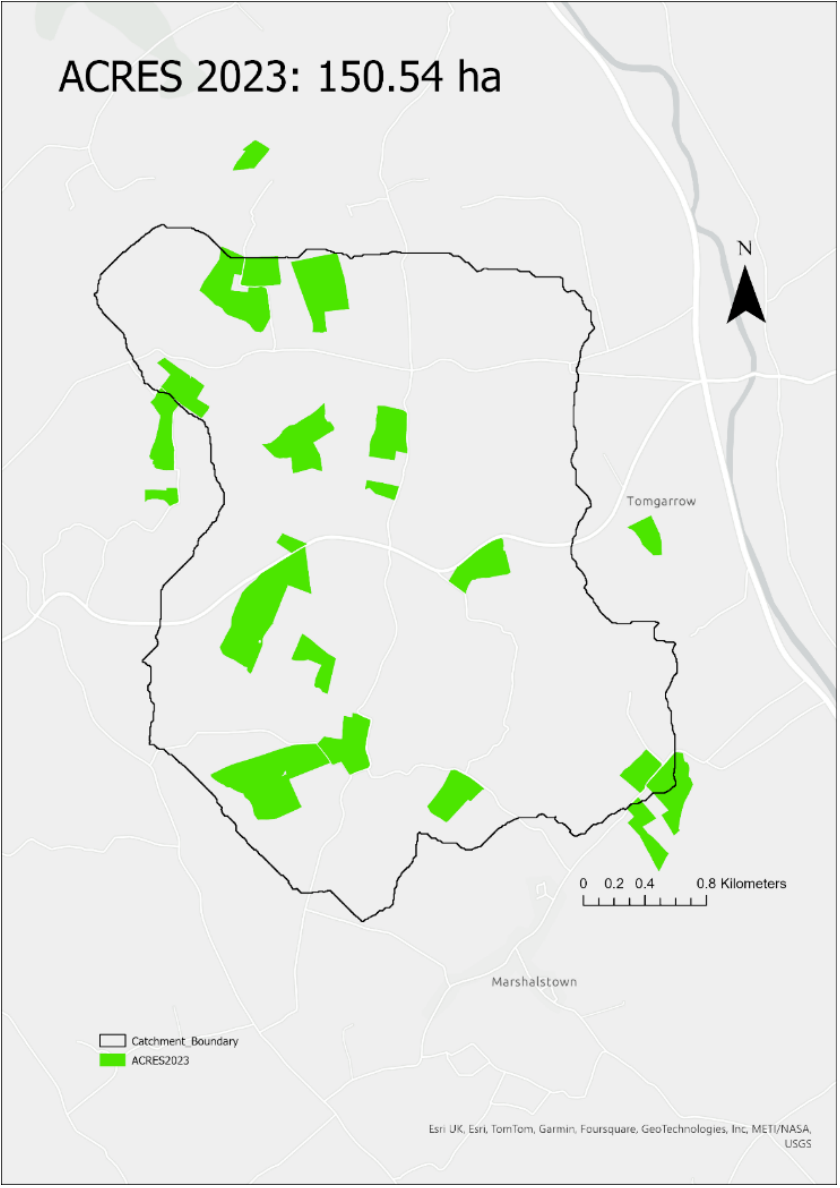 ACRES 2023: 150.54 ha
N
Tomgarrow
0 0.2 0.4 0.8 Kilometers
Marshalstown
Catchment_Boundary
ACRES2023
Esri UK, Esri, TomTom, Garmin, Foursquare, GeoTechnologies, Inc, METI/NASA,
USGS